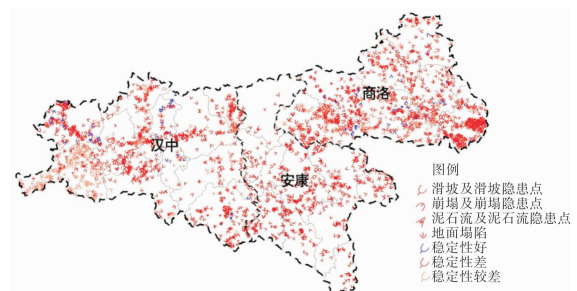 商洛
汉中
安康
图例
滑坡及滑坡隐患点
崩塌及崩塌隐患点
泥石流及泥石流隐患点
地面塌陷
稳定性好
稳定性差
稳定性较差